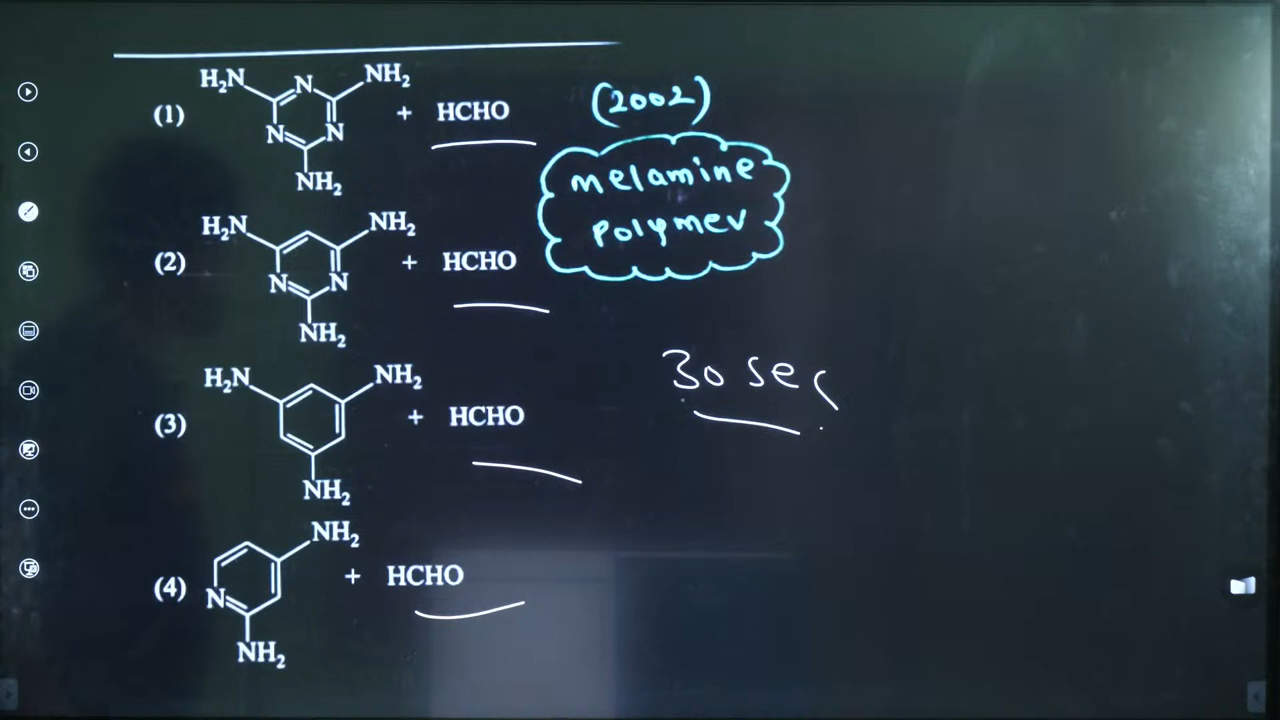 H₂N N NH₂
(1) N N + HCHO (2002)
NH₂
melamine
polymer
H₂N NH₂
(2) N N + HCHO
NH₂
30 sec
H₂N NH₂
(3) + HCHO
NH₂
NH₂
(4) N + HCHO
NH₂